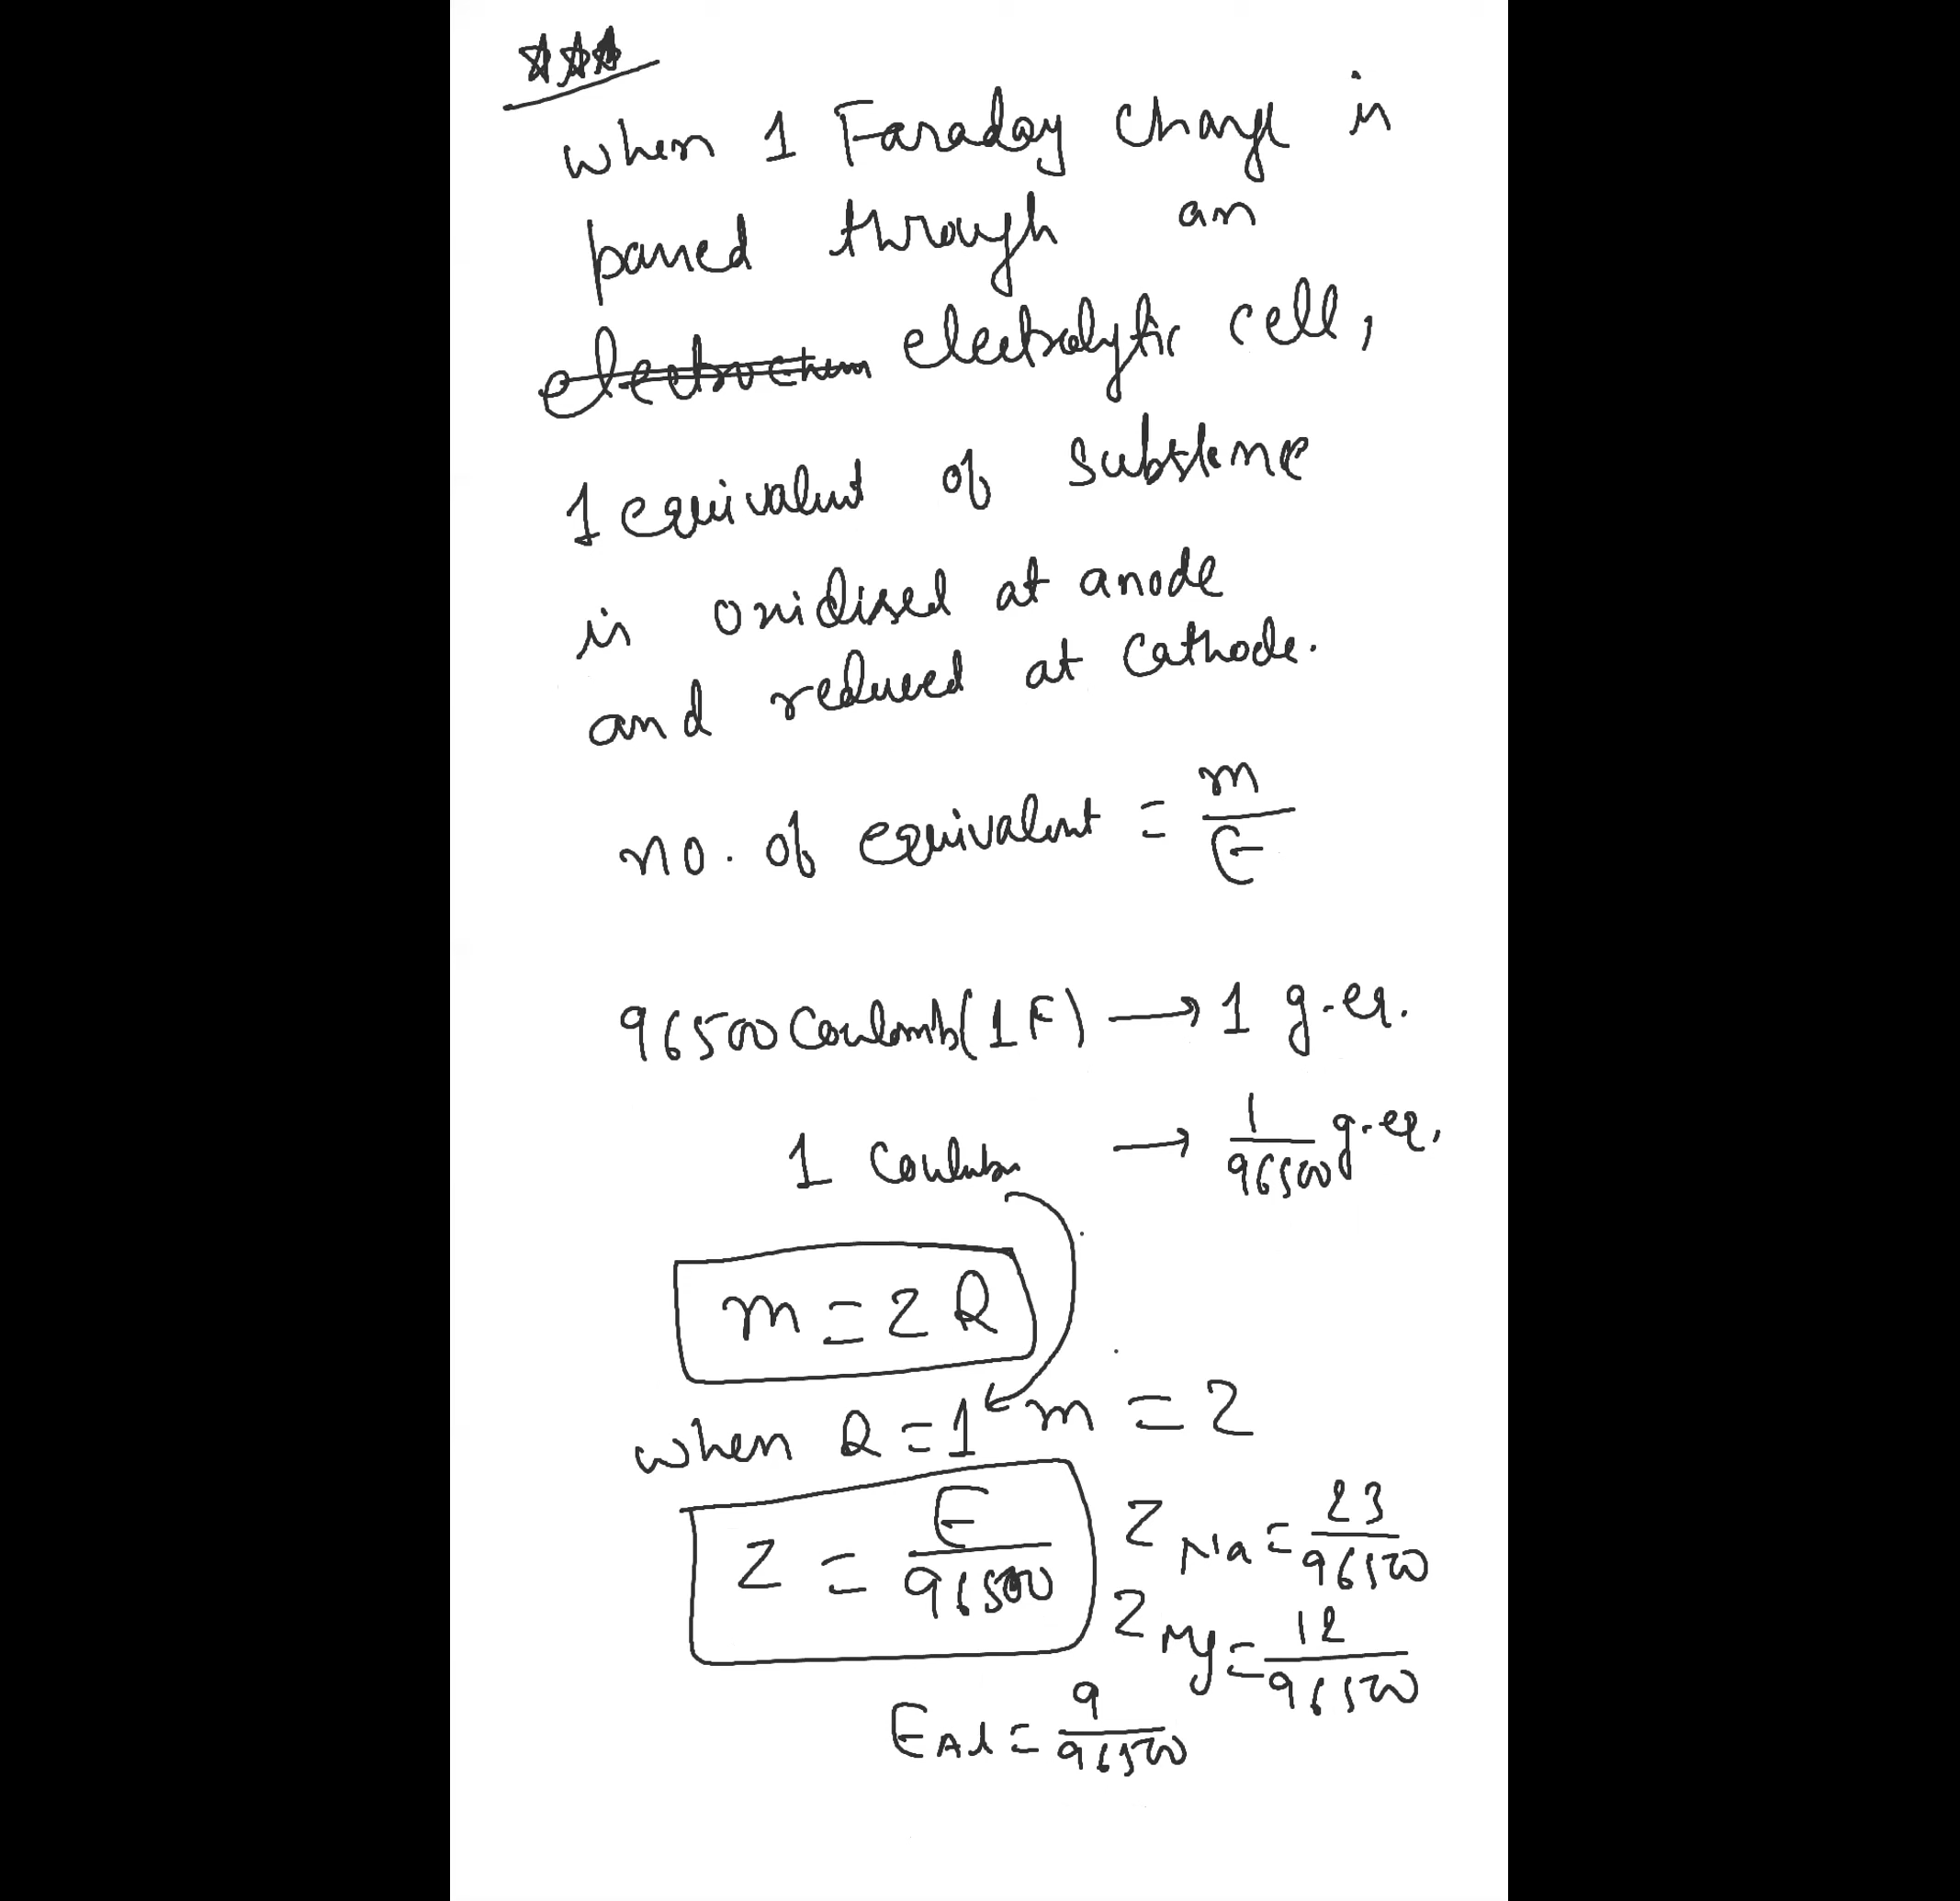 When 1 Faraday charge is
passed through an
electrolytic cell,
1 equivalent of substance
is oxidised at anode
and reduced at cathode.
no. of equivalent = m/E
96500 Coulomb (1F) → 1 g-eq.
1 Coulomb → 1/96500 g-eq.
m = Z Q
when Q = 1 m = Z
Z = E/96500
Z Na = 23/96500
Z Mg = 12/96500
E Al = 9/96500